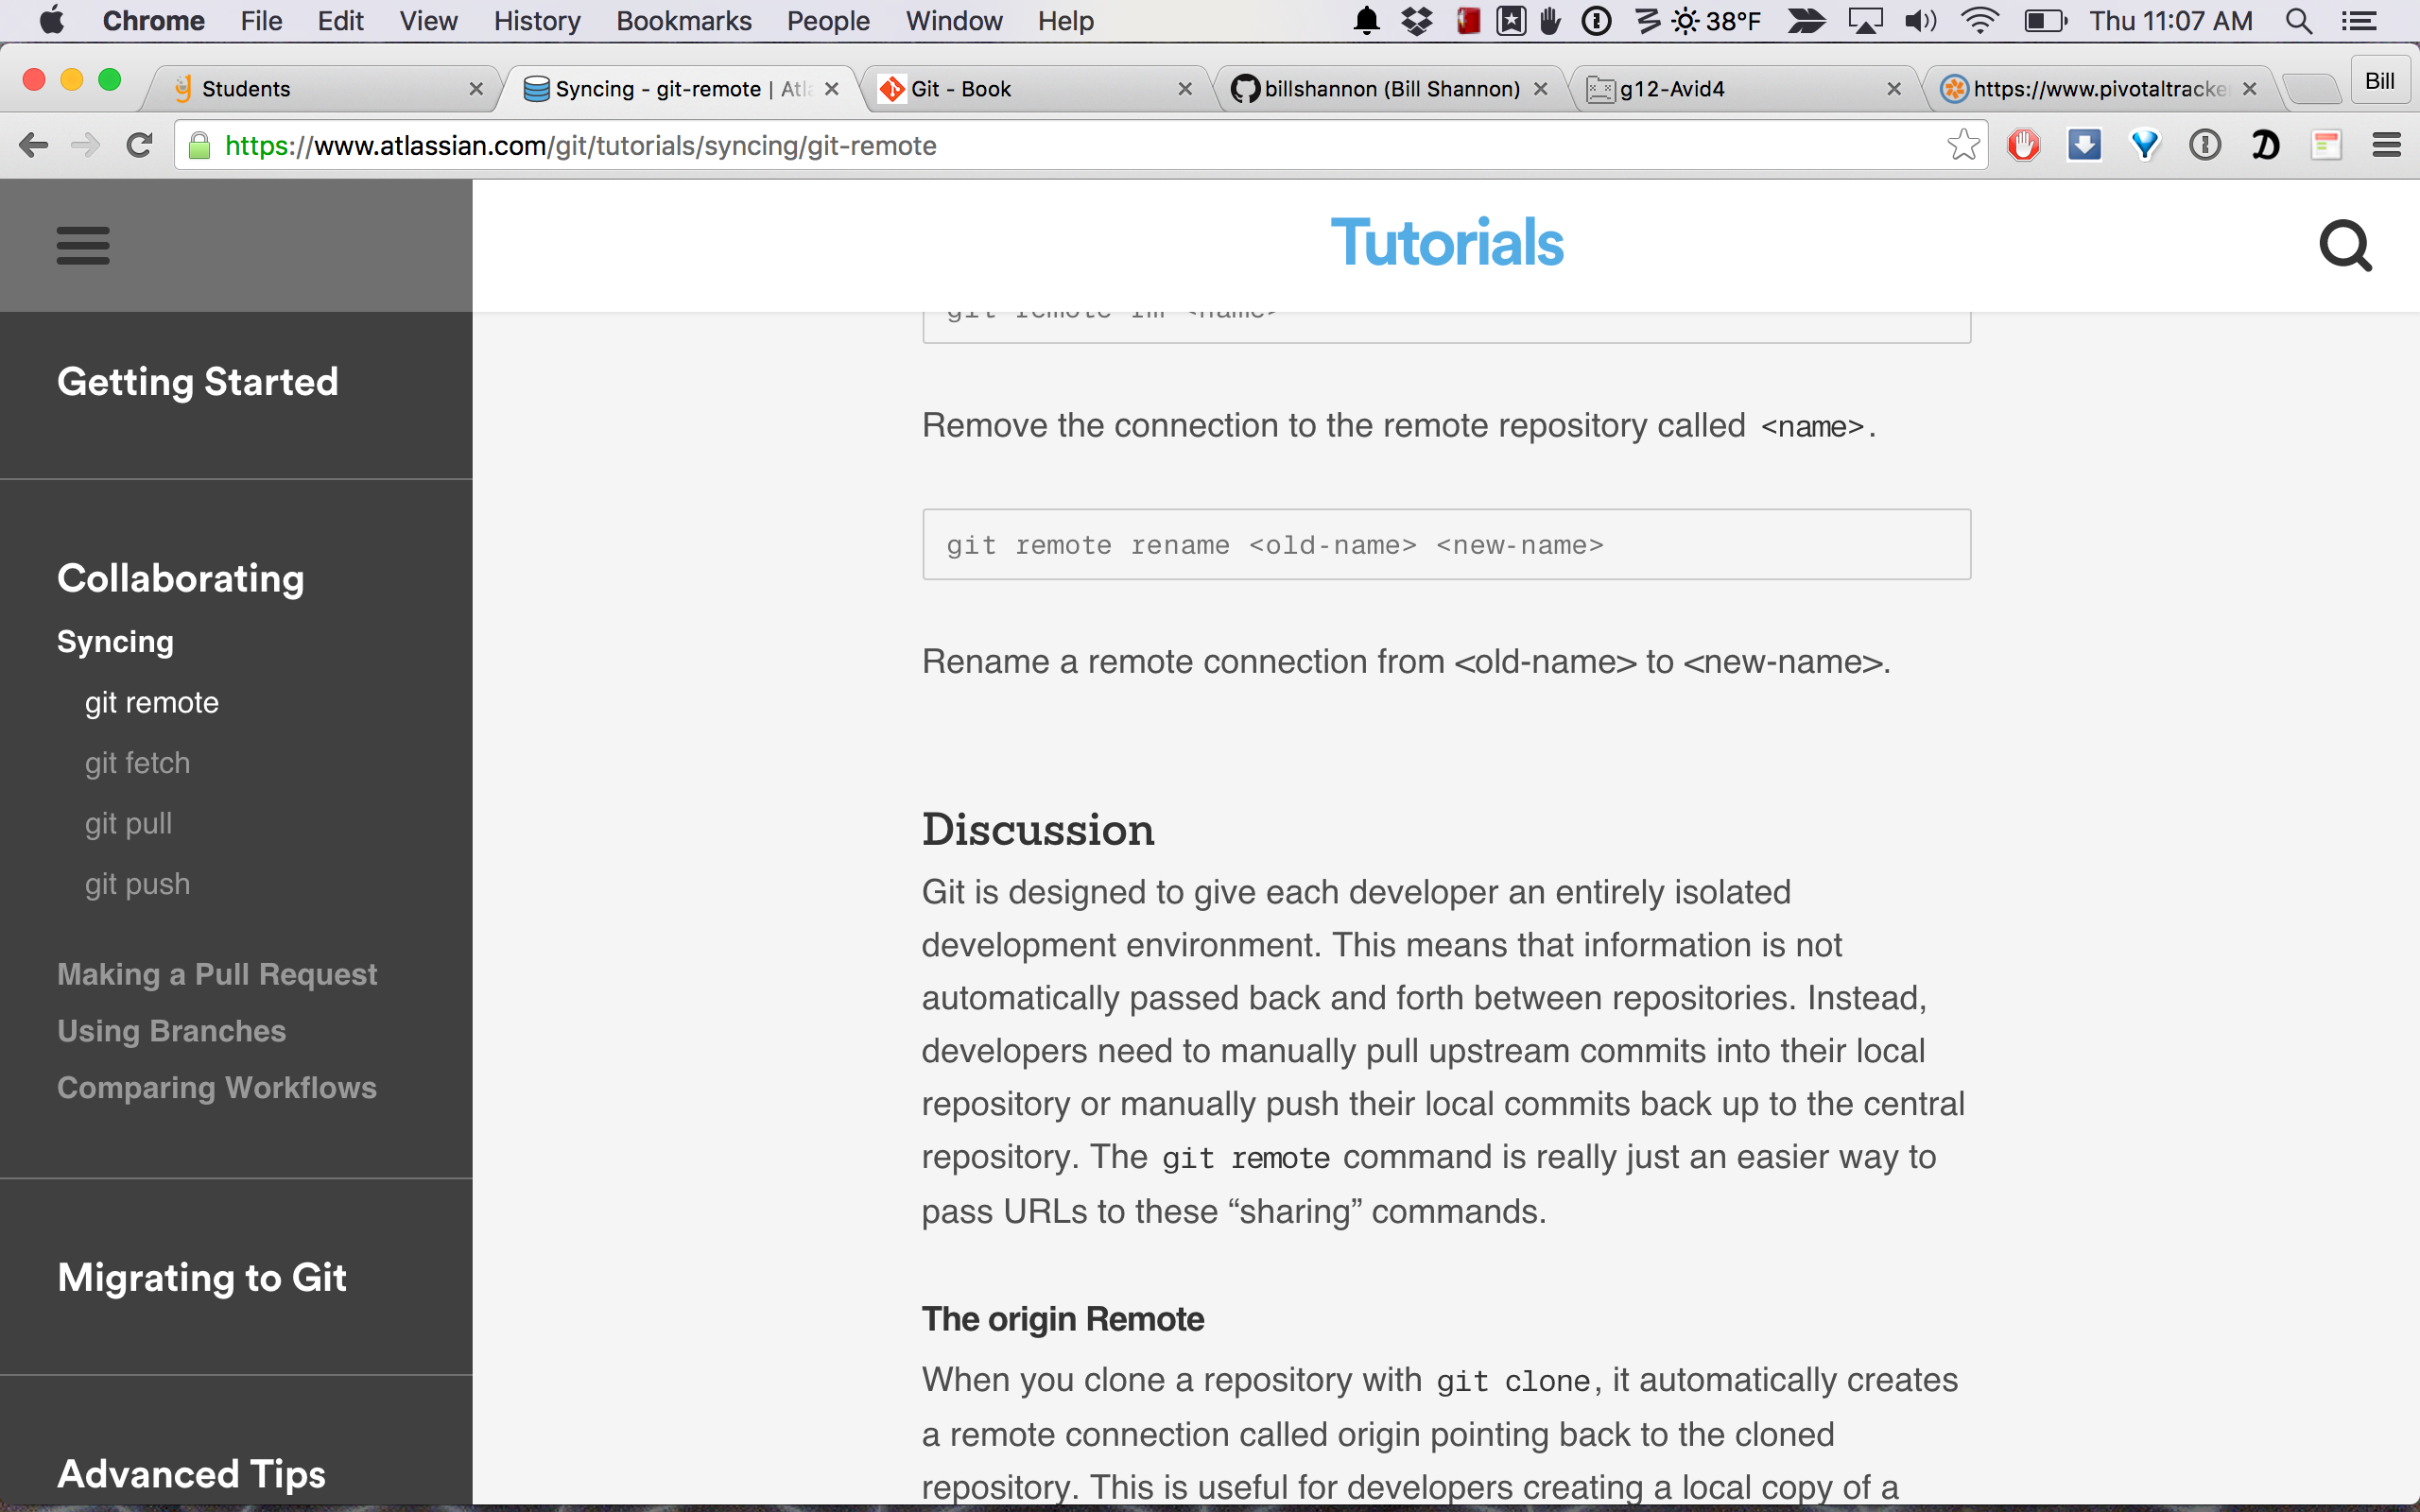 Chrome File Edit View History Bookmarks People Window Help 38°F Thu 11:07 AM
Students Syncing - git-remote | Atla Git - Book billshannon (Bill Shannon) g12-Avid4 https://www.pivotaltracke Bill
https://www.atlassian.com/git/tutorials/syncing/git-remote
Tutorials
git remote rm <name>
Getting Started
Remove the connection to the remote repository called <name>.
git remote rename <old-name> <new-name>
Collaborating
Syncing
Rename a remote connection from <old-name> to <new-name>.
git remote
git fetch
git pull
git push
Making a Pull Request
Using Branches
Comparing Workflows
Migrating to Git
Advanced Tips
Discussion
Git is designed to give each developer an entirely isolated
development environment. This means that information is not
automatically passed back and forth between repositories. Instead,
developers need to manually pull upstream commits into their local
repository or manually push their local commits back up to the central
repository. The git remote command is really just an easier way to
pass URLs to these “sharing” commands.
The origin Remote
When you clone a repository with git clone, it automatically creates
a remote connection called origin pointing back to the cloned
repository. This is useful for developers creating a local copy of a